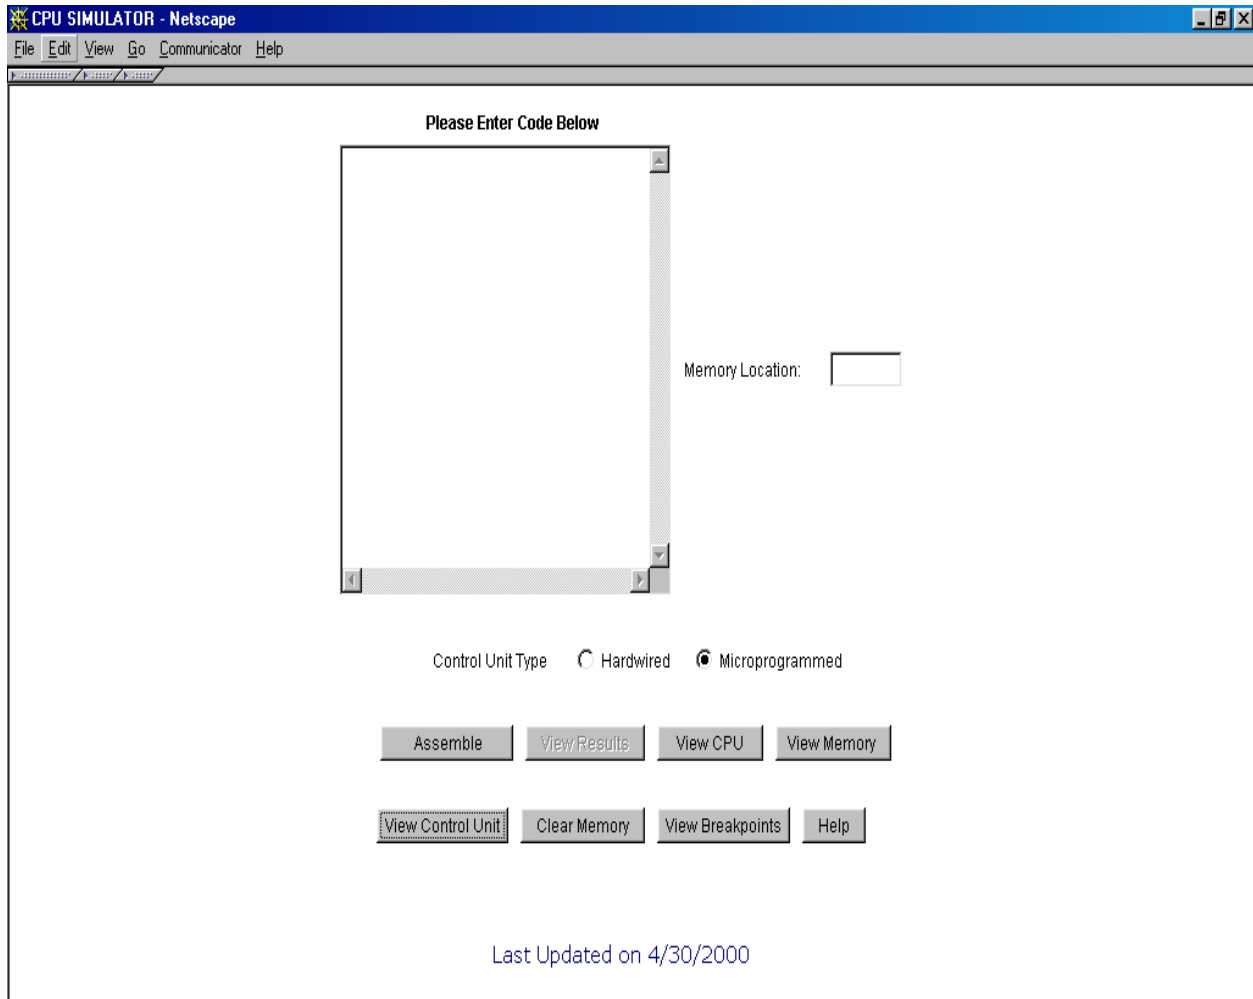 CPU SIMULATOR - Netscape
File Edit View Go Communicator Help
Please Enter Code Below
Memory Location:
Control Unit Type Hardwired Microprogrammed
Assemble View Results View CPU View Memory
View Control Unit Clear Memory View Breakpoints Help
Last Updated on 4/30/2000